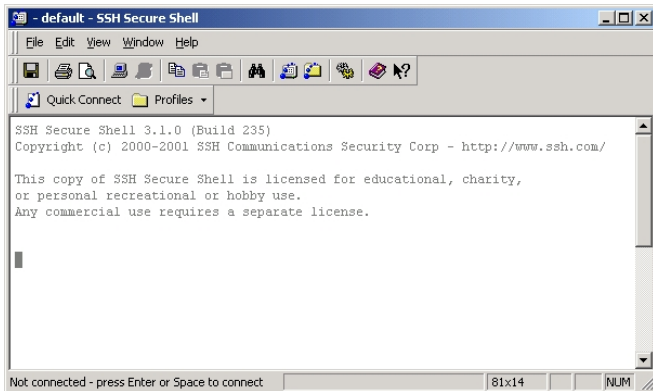 - default - SSH Secure Shell
File Edit View Window Help
Quick Connect Profiles
SSH Secure Shell 3.1.0 (Build 235)
Copyright (c) 2000-2001 SSH Communications Security Corp - http://www.ssh.com/
This copy of SSH Secure Shell is licensed for educational, charity,
or personal recreational or hobby use.
Any commercial use requires a separate license.
Not connected - press Enter or Space to connect 81x14 NUM